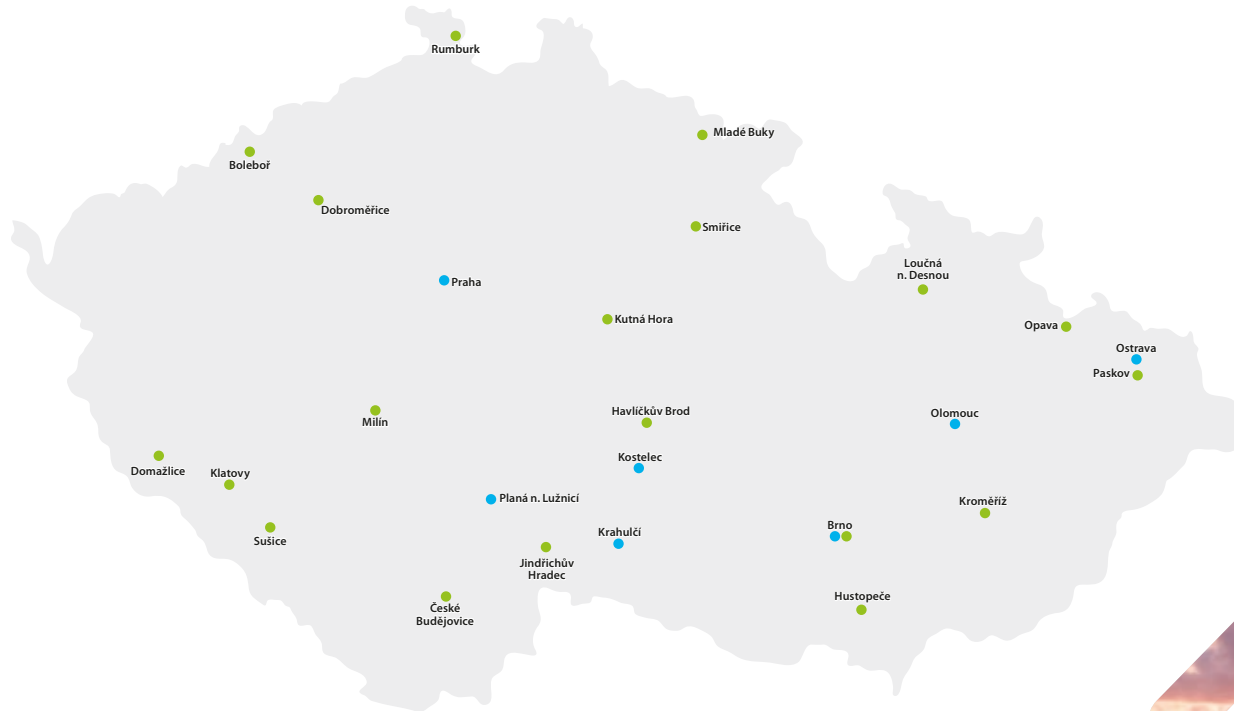 Rumburk
Mladé Buky
Boleboř
Dobroměřice
Smiřice
Loučná
n. Desnou
Praha
Kutná Hora
Opava
Ostrava
Paskov
Milín
Havlíčkův Brod
Olomouc
Kostelec
Domažlice
Klatovy
Planá n. Lužnicí
Kroměříž
Sušice
Krahulčí
Brno
Jindřichův
Hradec
Hustopeče
České
Budějovice